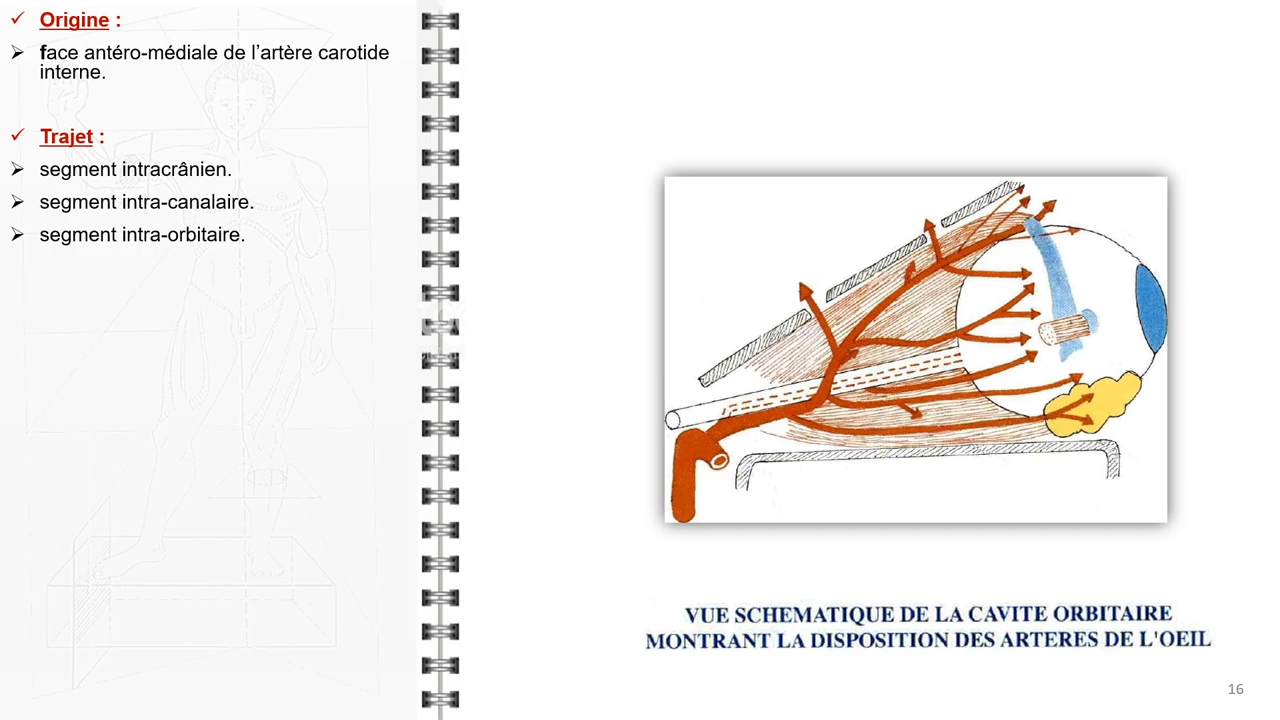 Origine :
face antéro-médiale de l’artère carotide
interne.
Trajet :
segment intracrânien.
segment intra-canalaire.
segment intra-orbitaire.
VUE SCHEMATIQUE DE LA CAVITE ORBITAIRE
MONTRANT LA DISPOSITION DES ARTERES DE L'OEIL
16